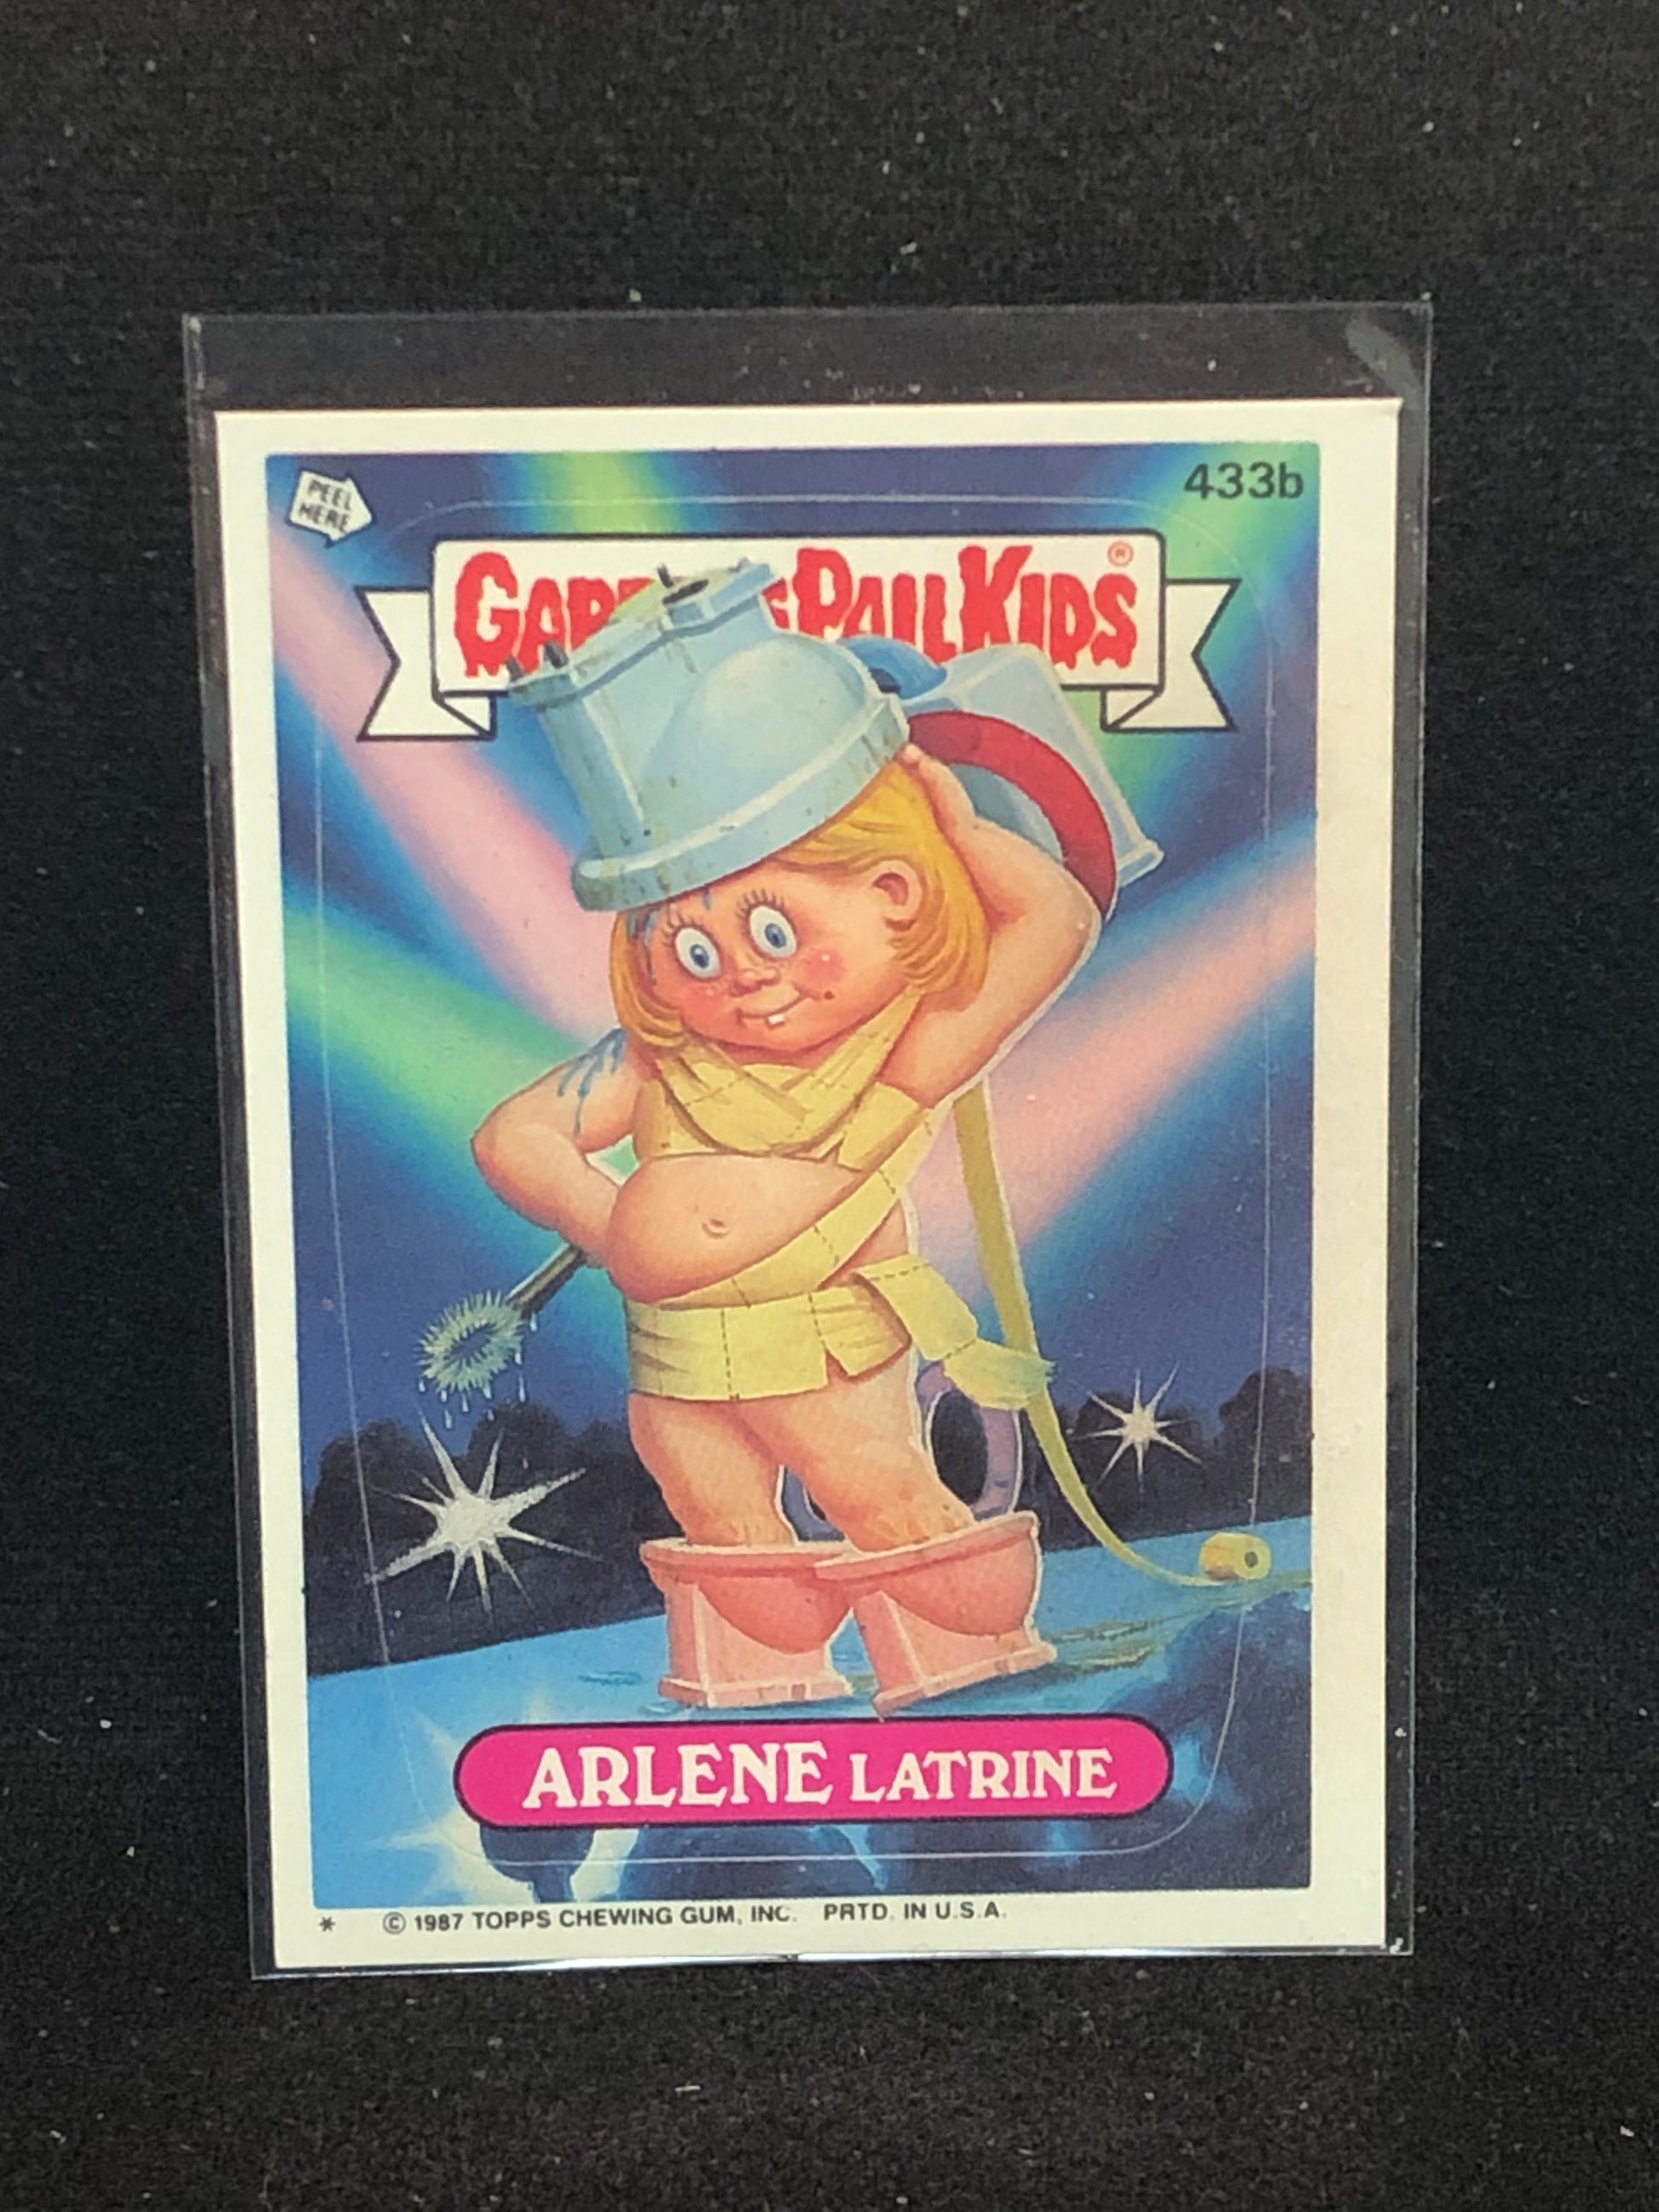 PEEL
HERE
433b
GARBAGE PAIL KIDS®
ARLENE LATRINE
* © 1987 TOPPS CHEWING GUM, INC. PRTD. IN U.S.A.